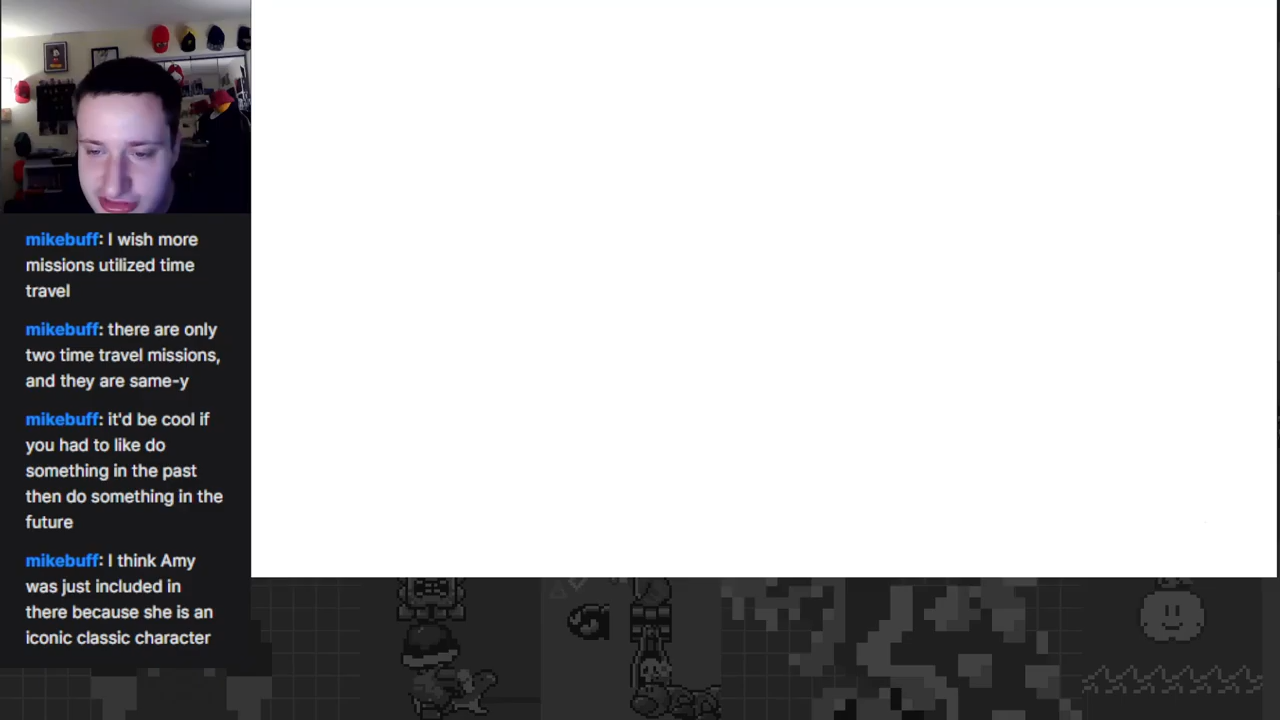 mikebuff: I wish more
missions utilized time
travel
mikebuff: there are only
two time travel missions,
and they are same-y
mikebuff: it'd be cool if
you had to like do
something in the past
then do something in the
future
mikebuff: I think Amy
was just included in
there because she is an
iconic classic character